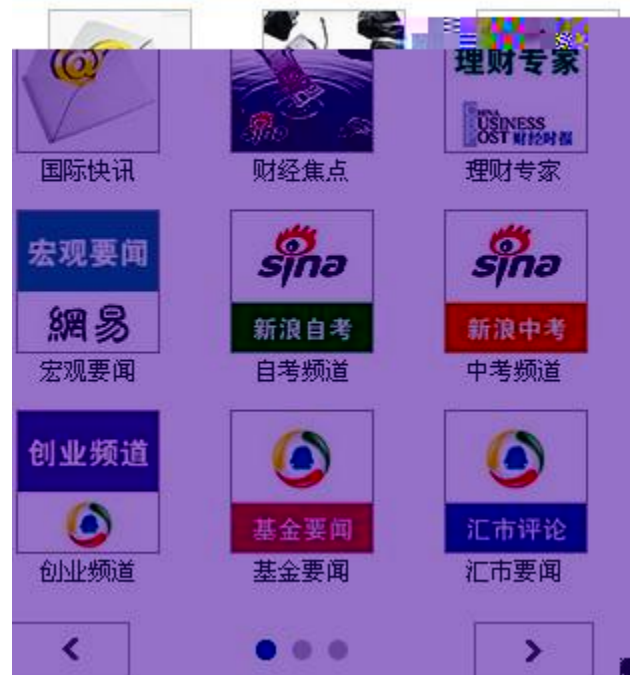 理财专家
BUSINESS
POST 财经时报
国际快讯
财经焦点
理财专家
宏观要闻
sina
sina
網易
新浪自考
新浪中考
宏观要闻
自考频道
中考频道
创业频道
基金要闻
汇市评论
创业频道
基金要闻
汇市要闻